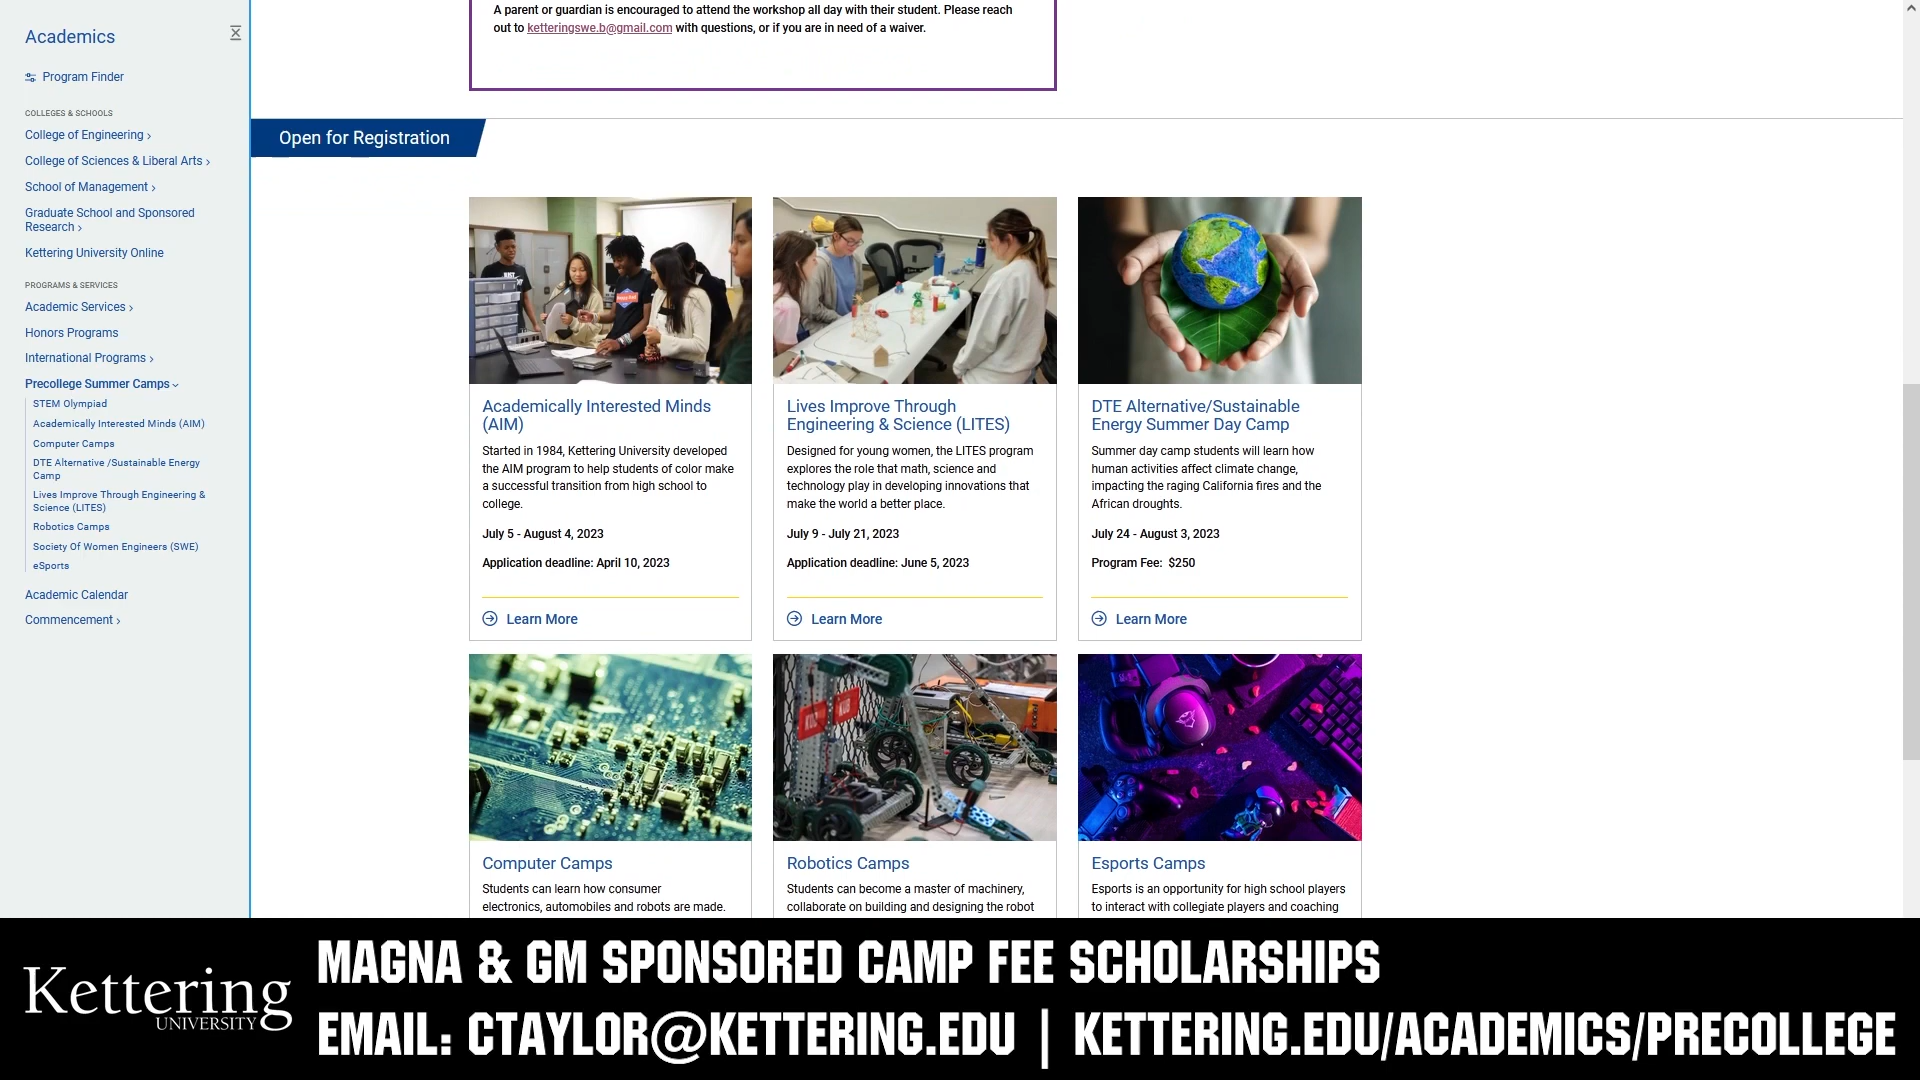 Academics
Program Finder
COLLEGES & SCHOOLS
College of Engineering
College of Sciences & Liberal Arts
School of Management
Graduate School and Sponsored
Research
Kettering University Online
PROGRAMS & SERVICES
Academic Services
Honors Programs
International Programs
Precollege Summer Camps
STEM Olympiad
Academically Interested Minds (AIM)
Computer Camps
DTE Alternative /Sustainable Energy
Camp
Lives Improve Through Engineering &
Science (LITES)
Robotics Camps
Society Of Women Engineers (SWE)
eSports
Academic Calendar
Commencement
A parent or guardian is encouraged to attend the workshop all day with their student. Please reach
out to ketteringswe.b@gmail.com with questions, or if you are in need of a waiver.
Open for Registration
Academically Interested Minds
(AIM)
Started in 1984, Kettering University developed
the AIM program to help students of color make
a successful transition from high school to
college.
July 5 - August 4, 2023
Application deadline: April 10, 2023
Learn More
Lives Improve Through
Engineering & Science (LITES)
Designed for young women, the LITES program
explores the role that math, science and
technology play in developing innovations that
make the world a better place.
July 9 - July 21, 2023
Application deadline: June 5, 2023
Learn More
DTE Alternative/Sustainable
Energy Summer Day Camp
Summer day camp students will learn how
human activities affect climate change,
impacting the raging California fires and the
African droughts.
July 24 - August 3, 2023
Program Fee: $250
Learn More
Computer Camps
Students can learn how consumer
electronics, automobiles and robots are made.
Robotics Camps
Students can become a master of machinery,
collaborate on building and designing the robot
Esports Camps
Esports is an opportunity for high school players
to interact with collegiate players and coaching
Kettering
UNIVERSITY
MAGNA & GM SPONSORED CAMP FEE SCHOLARSHIPS
EMAIL: CTAYLOR@KETTERING.EDU | KETTERING.EDU/ACADEMICS/PRECOLLEGE